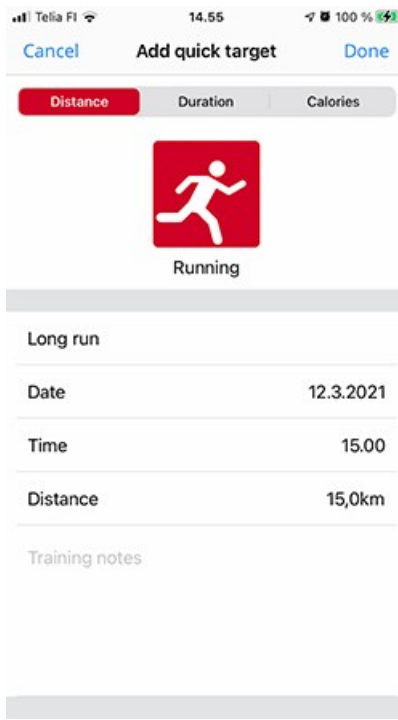 Telia FI 14.55 100 %
Cancel Add quick target Done
Distance Duration Calories
Running
Long run
Date 12.3.2021
Time 15.00
Distance 15,0km
Training notes